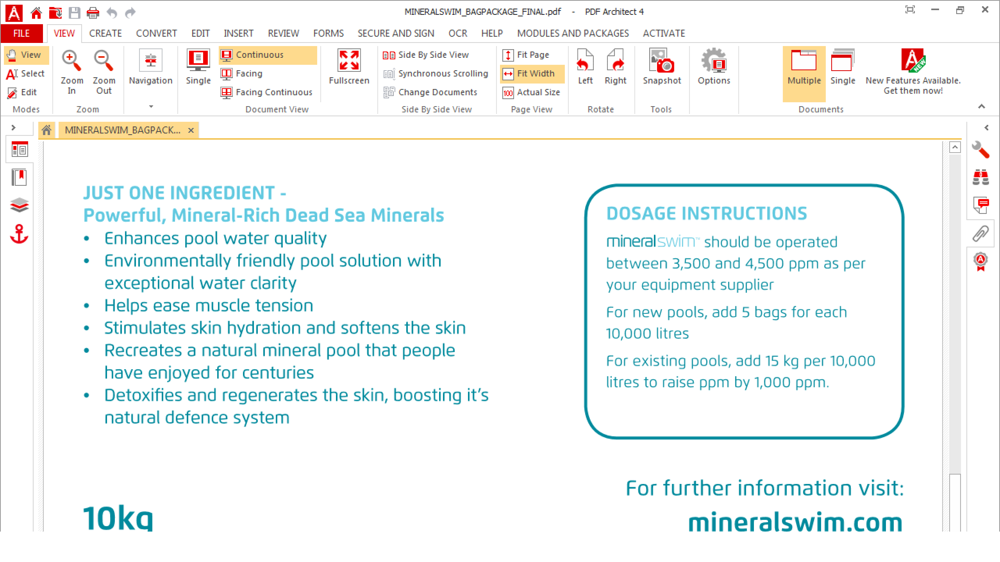 MINERALSWIM_BAGPACKAGE_FINAL.pdf - PDF Architect 4
FILE VIEW CREATE CONVERT EDIT INSERT REVIEW FORMS SECURE AND SIGN OCR HELP MODULES AND PACKAGES ACTIVATE
View
Select
Edit
Modes
Zoom In
Zoom Out
Zoom
Navigation
Single
Continuous
Facing
Facing Continuous
Document View
Fullscreen
Side By Side View
Synchronous Scrolling
Change Documents
Side By Side View
Fit Page
Fit Width
100 Actual Size
Page View
Left
Right
Rotate
Snapshot
Tools
Options
Multiple
Single
Documents
NEW
New Features Available.
Get them now!
MINERALSWIM_BAGPACK...
JUST ONE INGREDIENT -
Powerful, Mineral-Rich Dead Sea Minerals
• Enhances pool water quality
• Environmentally friendly pool solution with
exceptional water clarity
• Helps ease muscle tension
• Stimulates skin hydration and softens the skin
• Recreates a natural mineral pool that people
have enjoyed for centuries
• Detoxifies and regenerates the skin, boosting it's
natural defence system
10kg
DOSAGE INSTRUCTIONS
mineralswim™ should be operated
between 3,500 and 4,500 ppm as per
your equipment supplier
For new pools, add 5 bags for each
10,000 litres
For existing pools, add 15 kg per 10,000
litres to raise ppm by 1,000 ppm.
For further information visit:
mineralswim.com